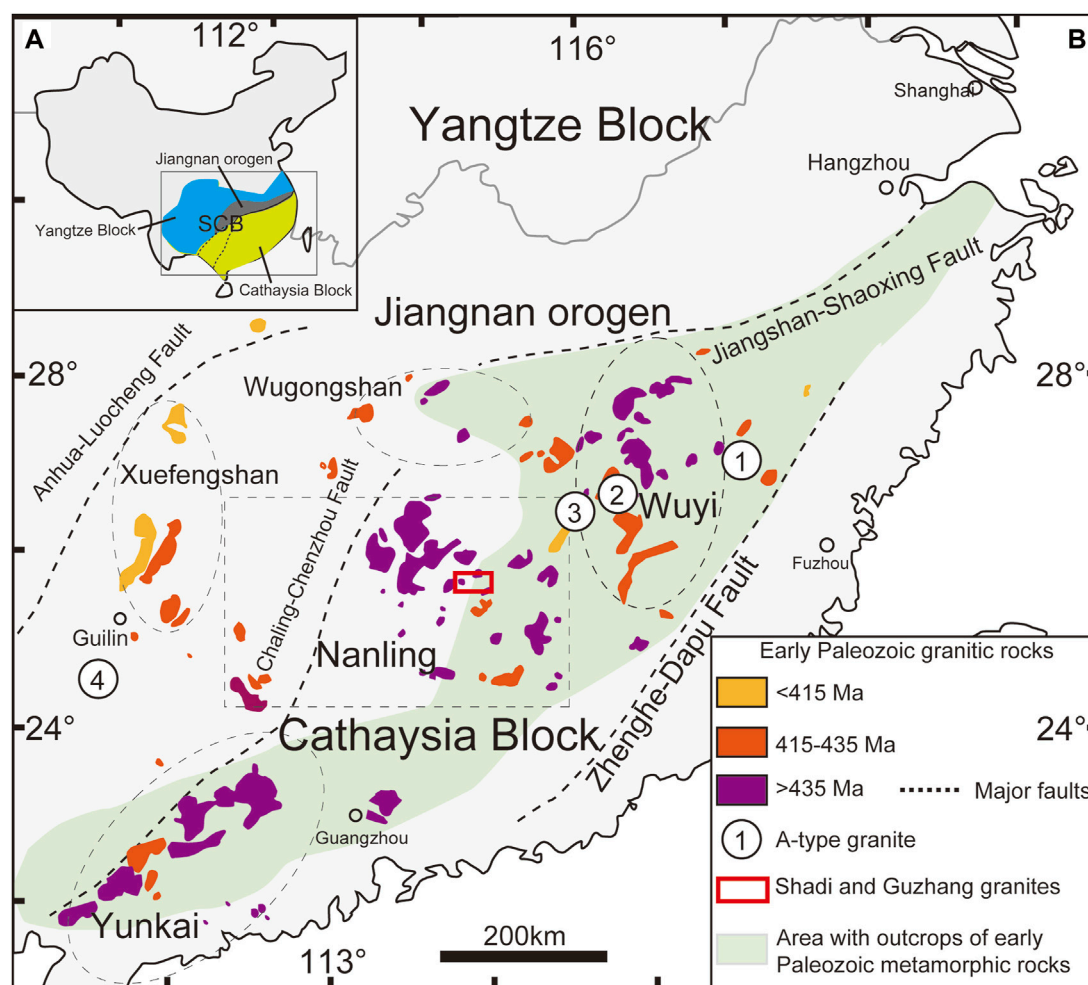 A
112°
116°
B
Shanghai
Yangtze Block
Hangzhou
Jiangnan orogen
SCB
Yangtze Block
Cathaysia Block
Jiangnan orogen
Jiangshan-Shaoxing Fault
Anhua-Luocheng Fault
28°
28°
Wugongshan
Xuefengshan
1
2
Wuyi
3
Chaling-Chenzhou Fault
Fuzhou
Guilin
Nanling
4
Zhenghe-Dapu Fault
24°
24°
Cathaysia Block
Guangzhou
Yunkai
200km
113°
Early Paleozoic granitic rocks
<415 Ma
415-435 Ma
>435 Ma
Major faults
1
A-type granite
Shadi and Guzhang granites
Area with outcrops of early
Paleozoic metamorphic rocks